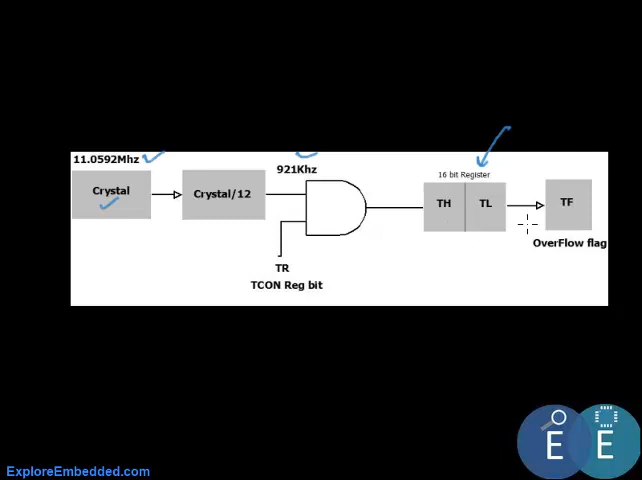 11.0592Mhz
921Khz
16 bit Register
Crystal
Crystal/12
TH
TL
TF
OverFlow flag
TR
TCON Reg bit
E E
ExploreEmbedded.com